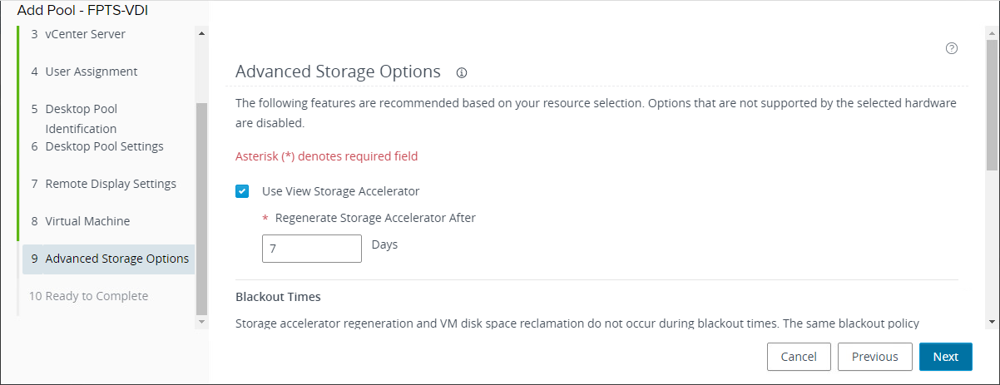 Add Pool - FPTS-VDI
3 vCenter Server
4 User Assignment
5 Desktop Pool
Identification
6 Desktop Pool Settings
7 Remote Display Settings
8 Virtual Machine
9 Advanced Storage Options
10 Ready to Complete
Advanced Storage Options
The following features are recommended based on your resource selection. Options that are not supported by the selected hardware
are disabled.
Asterisk (*) denotes required field
Use View Storage Accelerator
* Regenerate Storage Accelerator After
7 Days
Blackout Times
Storage accelerator regeneration and VM disk space reclamation do not occur during blackout times. The same blackout policy
Cancel Previous Next